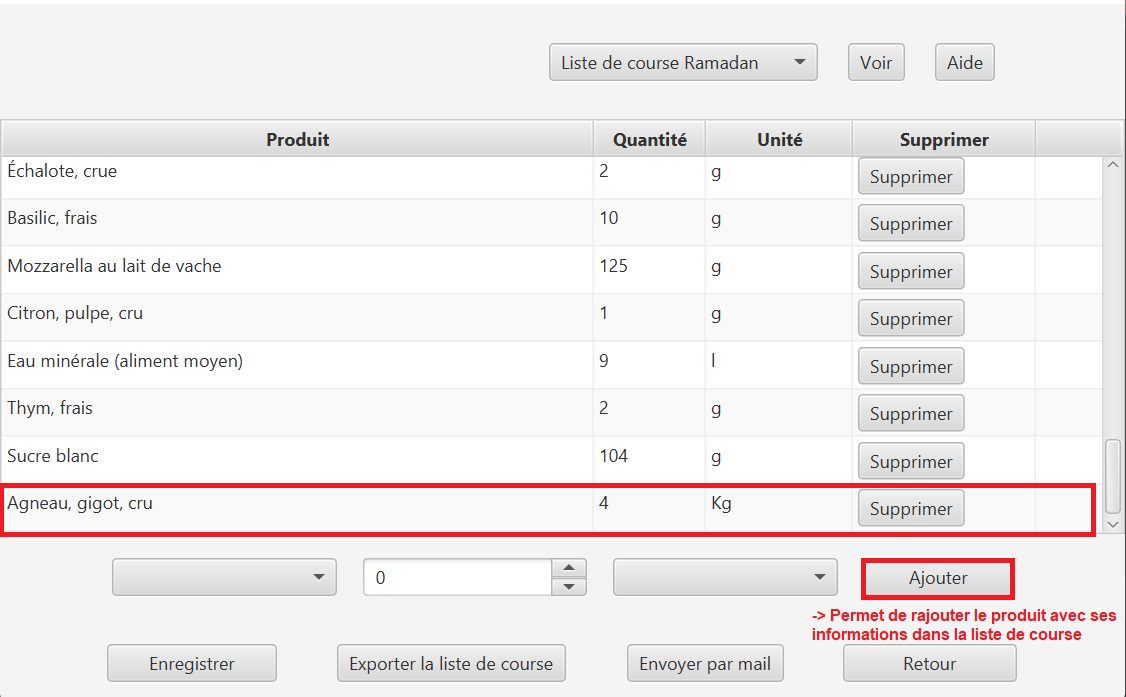 Liste de course Ramadan Voir Aide
Produit Quantité Unité Supprimer
Échalote, crue 2 g Supprimer
Basilic, frais 10 g Supprimer
Mozzarella au lait de vache 125 g Supprimer
Citron, pulpe, cru 1 g Supprimer
Eau minérale (aliment moyen) 9 l Supprimer
Thym, frais 2 g Supprimer
Sucre blanc 104 g Supprimer
Agneau, gigot, cru 4 Kg Supprimer
0 Ajouter
-> Permet de rajouter le produit avec ses
informations dans la liste de course
Enregistrer Exporter la liste de course Envoyer par mail Retour